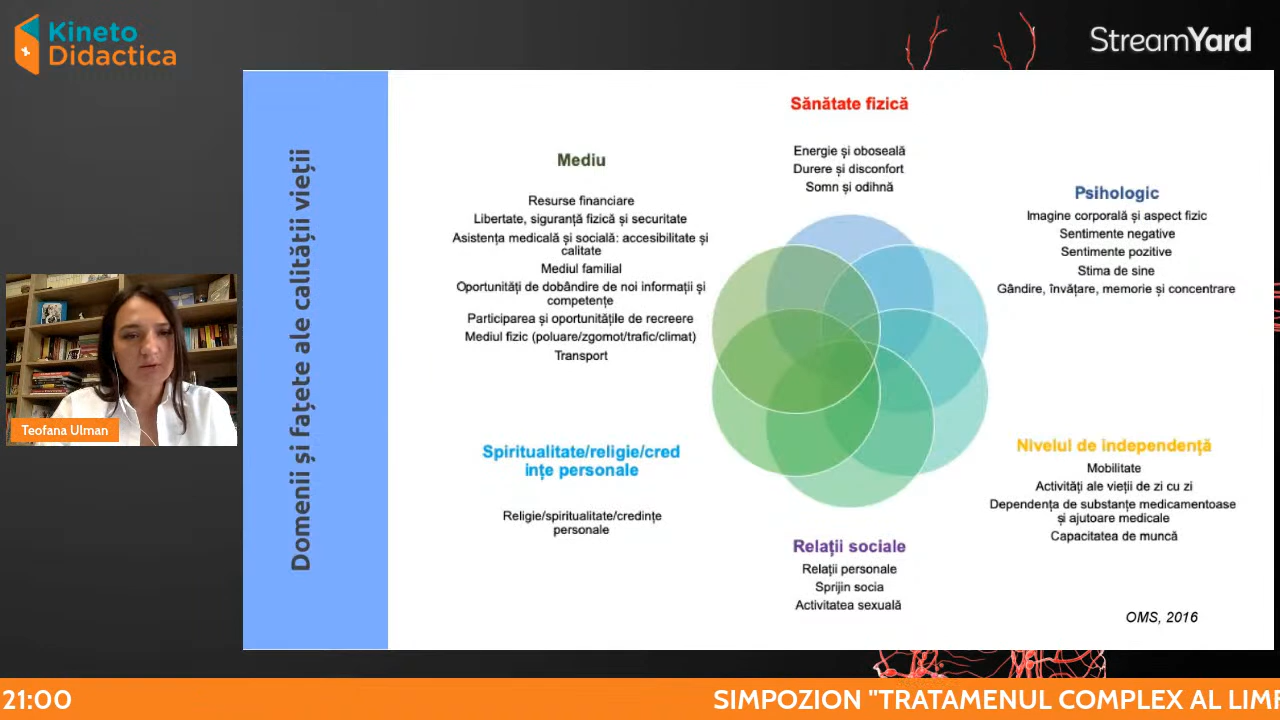 Kineto
Didactica
StreamYard
Domenii și fațete ale calității vieții
Sănătate fizică
Energie și oboseală
Durere și disconfort
Somn și odihnă
Mediu
Resurse financiare
Libertate, siguranță fizică și securitate
Asistența medicală și socială: accesibilitate și
calitate
Mediul familial
Oportunități de dobândire de noi informații și
competențe
Participarea și oportunitățile de recreere
Mediul fizic (poluare/zgomot/trafic/climat)
Transport
Psihologic
Imagine corporală și aspect fizic
Sentimente negative
Sentimente pozitive
Stima de sine
Gândire, învățare, memorie și concentrare
Spiritualitate/religie/cred
ințe personale
Religie/spiritualitate/credințe
personale
Nivelul de independență
Mobilitate
Activități ale vieții de zi cu zi
Dependența de substanțe medicamentoase
și ajutoare medicale
Capacitatea de muncă
Relații sociale
Relații personale
Sprijin socia
Activitatea sexuală
OMS, 2016
Teofana Ulman
21:00
SIMPOZION "TRATAMENUL COMPLEX AL LIMF